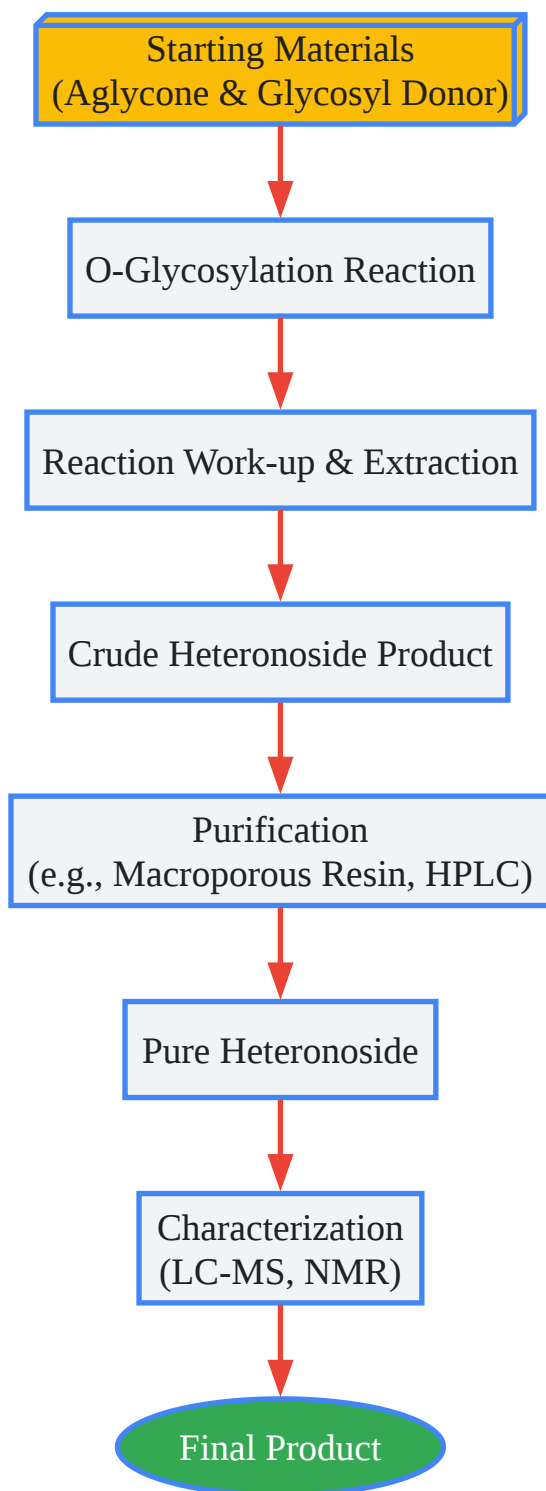 Starting Materials
(Aglycone & Glycosyl Donor)
O-Glycosylation Reaction
Reaction Work-up & Extraction
Crude Heteronoside Product
Purification
(e.g., Macroporous Resin, HPLC)
Pure Heteronoside
Characterization
(LC-MS, NMR)
Final Product